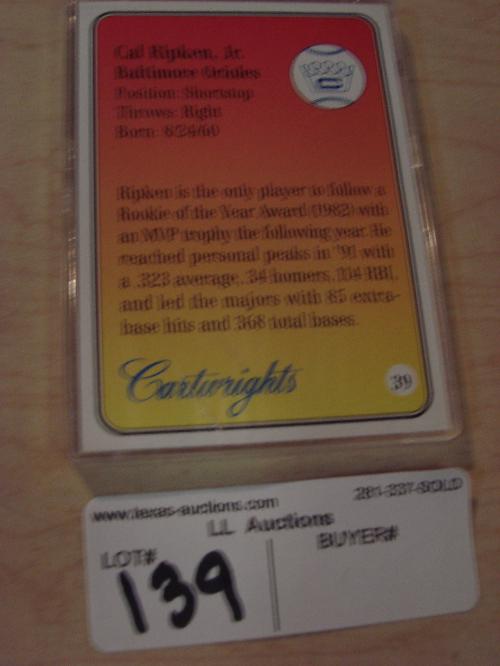 Cal Ripken, Jr.
Baltimore Orioles
Position: Shortstop
Throws: Right
Born: 8/24/60
Ripken is the only player to follow a
Rookie of the Year Award (1982) with
an MVP trophy the following year. He
reached personal peaks in '91 with
a .323 average, 34 homers, 114 RBI,
and led the majors with 85 extra-
base hits and 368 total bases.
Cartwrights
39
www.texas-auctions.com
281-337-SOLD
LL Auctions
LOT#
BUYER#
139